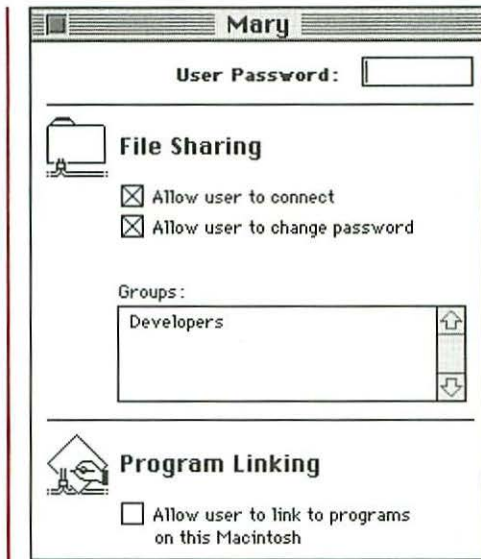 Mary
User Password:
File Sharing
Allow user to connect
Allow user to change password
Groups:
Developers
Program Linking
Allow user to link to programs
on this Macintosh